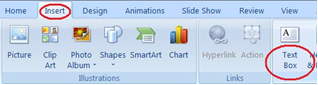 Home Insert Design Animations Slide Show Review View
Picture Clip Art Photo Album Shapes SmartArt Chart Hyperlink Action Text Box
Illustrations Links